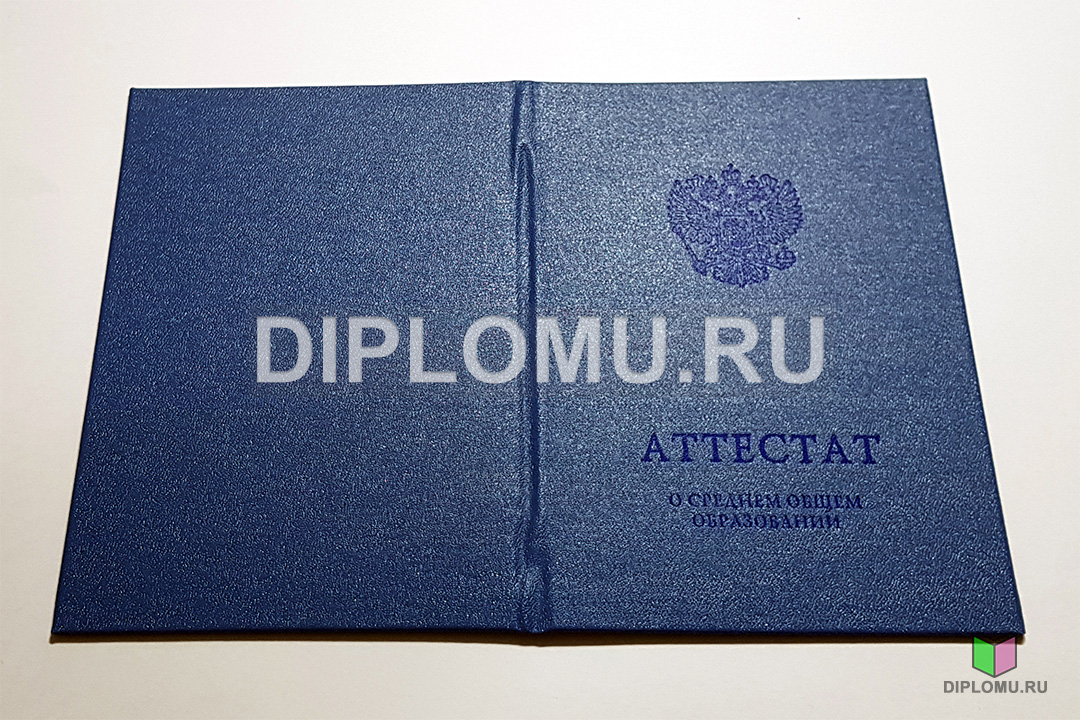 DIPLOMU.RU
АТТЕСТАТ
О СРЕДНЕМ ОБЩЕМ
ОБРАЗОВАНИИ
DIPLOMU.RU